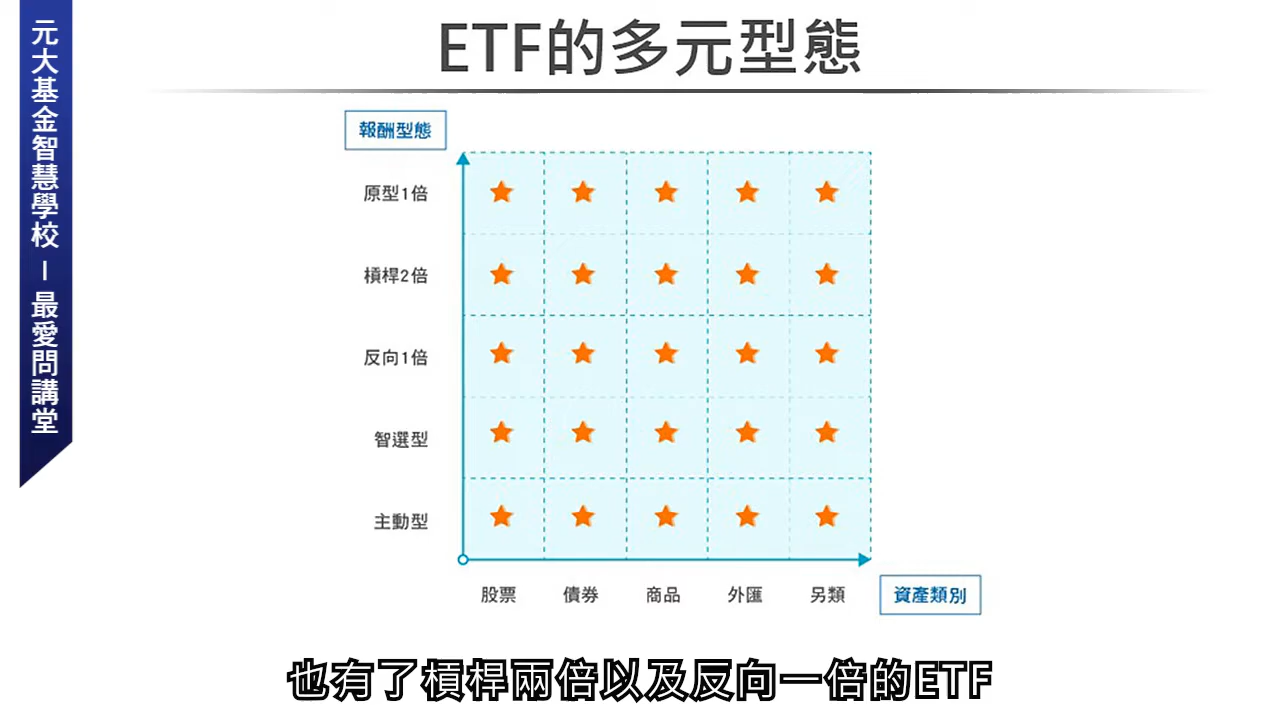 元大基金智慧學校－最愛問講堂
ETF的多元型態
報酬型態
原型1倍
槓桿2倍
反向1倍
智選型
主動型
股票 債券 商品 外匯 另類
資產類別
也有了槓桿兩倍以及反向一倍的ETF